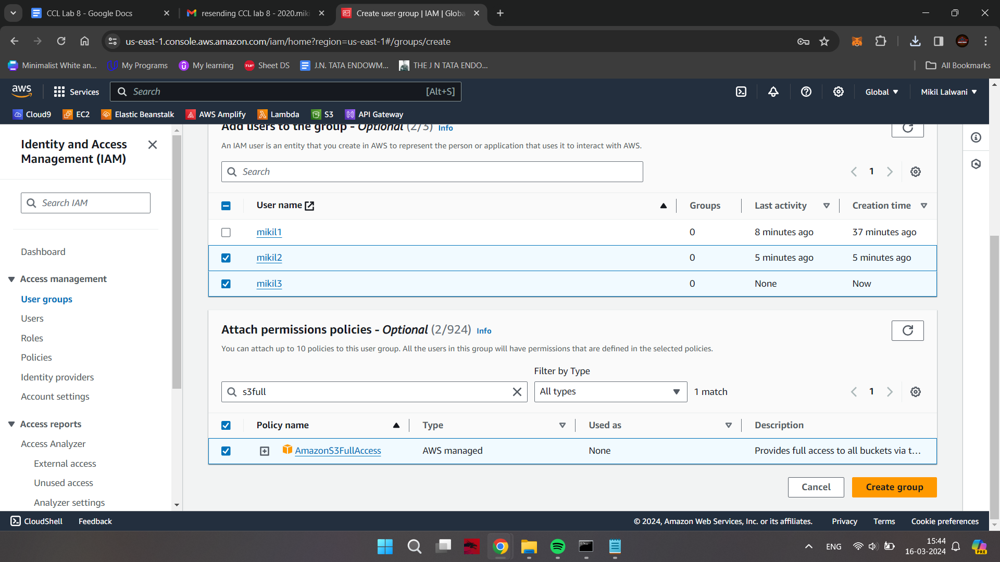 CCL Lab 8 - Google Docs
resending CCL lab 8 - 2020.miki
Create user group | IAM | Globa
us-east-1.console.aws.amazon.com/iam/home?region=us-east-1#/groups/create
Minimalist White an...
My Programs
My learning
TUF
Sheet DS
J.N. TATA ENDOWM...
THE J N TATA ENDO...
All Bookmarks
aws
Services
Search
[Alt+S]
Global
Mikil Lalwani
Cloud9
EC2
Elastic Beanstalk
AWS Amplify
Lambda
S3
API Gateway
Identity and Access
Management (IAM)
Search IAM
Dashboard
Access management
User groups
Users
Roles
Policies
Identity providers
Account settings
Access reports
Access Analyzer
External access
Unused access
Analyzer settings
Add users to the group - Optional (2/3) Info
An IAM user is an entity that you create in AWS to represent the person or application that uses it to interact with AWS.
Search
1
User name Groups Last activity Creation time
mikil1 0 8 minutes ago 37 minutes ago
mikil2 0 5 minutes ago 5 minutes ago
mikil3 0 None Now
Attach permissions policies - Optional (2/924) Info
You can attach up to 10 policies to this user group. All the users in this group will have permissions that are defined in the selected policies.
Filter by Type
s3full
All types
1 match
1
Policy name Type Used as Description
AmazonS3FullAccess AWS managed None Provides full access to all buckets via t...
Cancel
Create group
CloudShell
Feedback
© 2024, Amazon Web Services, Inc. or its affiliates.
Privacy
Terms
Cookie preferences
ENG
15:44
16-03-2024
PRE